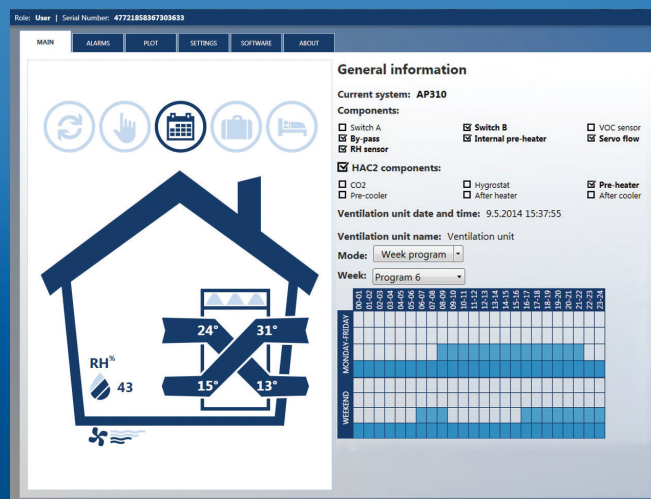 Role: User | Serial Number: 47721858367303633
MAIN ALARMS PLOT SETTINGS SOFTWARE ABOUT
General information
Current system: AP310
Components:
Switch A Switch B VOC sensor
By-pass Internal pre-heater Servo flow
RH sensor
HAC2 components:
CO2 Hygrostat Pre-heater
Pre-cooler After heater After cooler
Ventilation unit date and time: 9.5.2014 15:37:55
Ventilation unit name: Ventilation unit
Mode: Week program
Week: Program 6
00-01 01-02 02-03 03-04 04-05 05-06 06-07 07-08 08-09 09-10 10-11 11-12 12-13 13-14 14-15 15-16 16-17 17-18 18-19 19-20 20-21 21-22 22-23 23-24
MONDAY-FRIDAY
WEEKEND
24° 31°
15° 13°
RH%
43